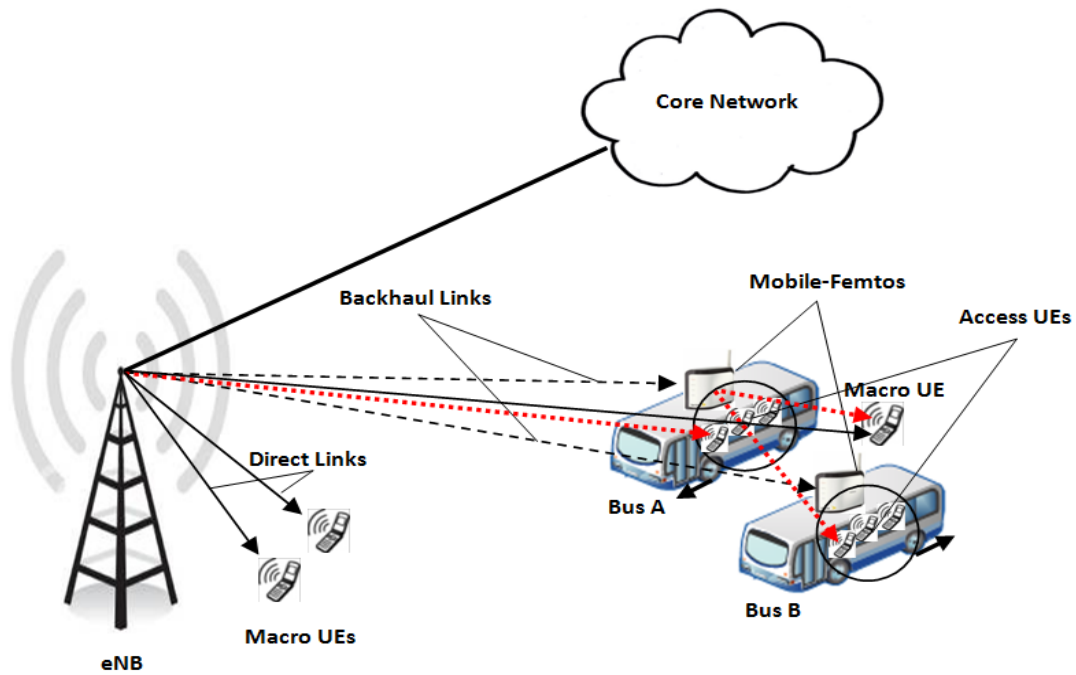 Core Network
Mobile-Femtos
Backhaul Links
Access UEs
Macro UE
Direct Links
Bus A
Bus B
Macro UEs
eNB